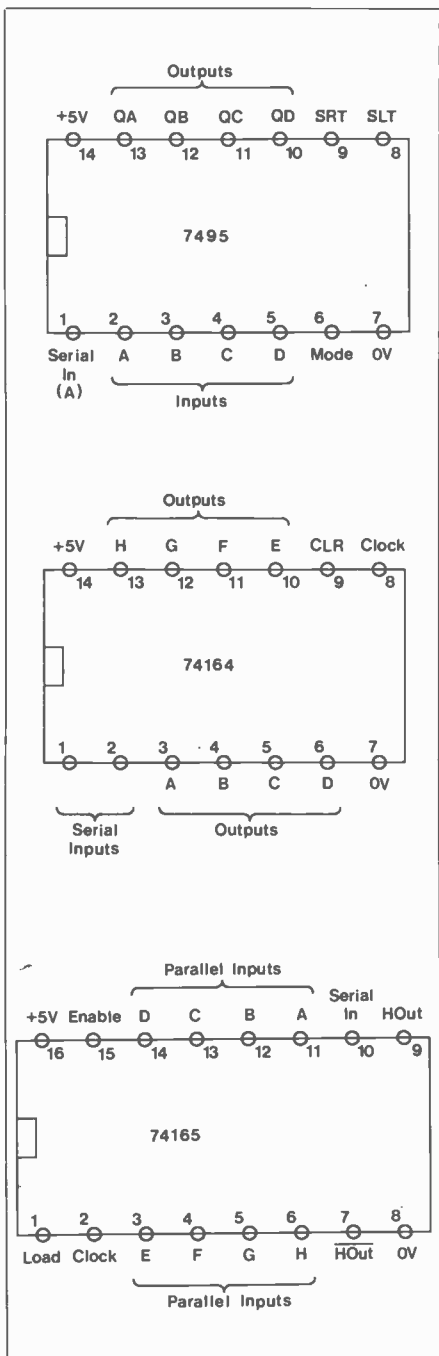 Outputs
+5V QA QB QC QD SRT SLT
14 13 12 11 10 9 8
7495
1 2 3 4 5 6 7
Serial In (A) A B C D Mode 0V
Inputs
Outputs
+5V H G F E CLR Clock
14 13 12 11 10 9 8
74164
1 2 3 4 5 6 7
A B C D 0V
Serial Inputs Outputs
Parallel Inputs
+5V Enable D C B A Serial In HOut
16 15 14 13 12 11 10 9
74165
1 2 3 4 5 6 7 8
Load Clock E F G H H̅O̅u̅t̅ 0V
Parallel Inputs